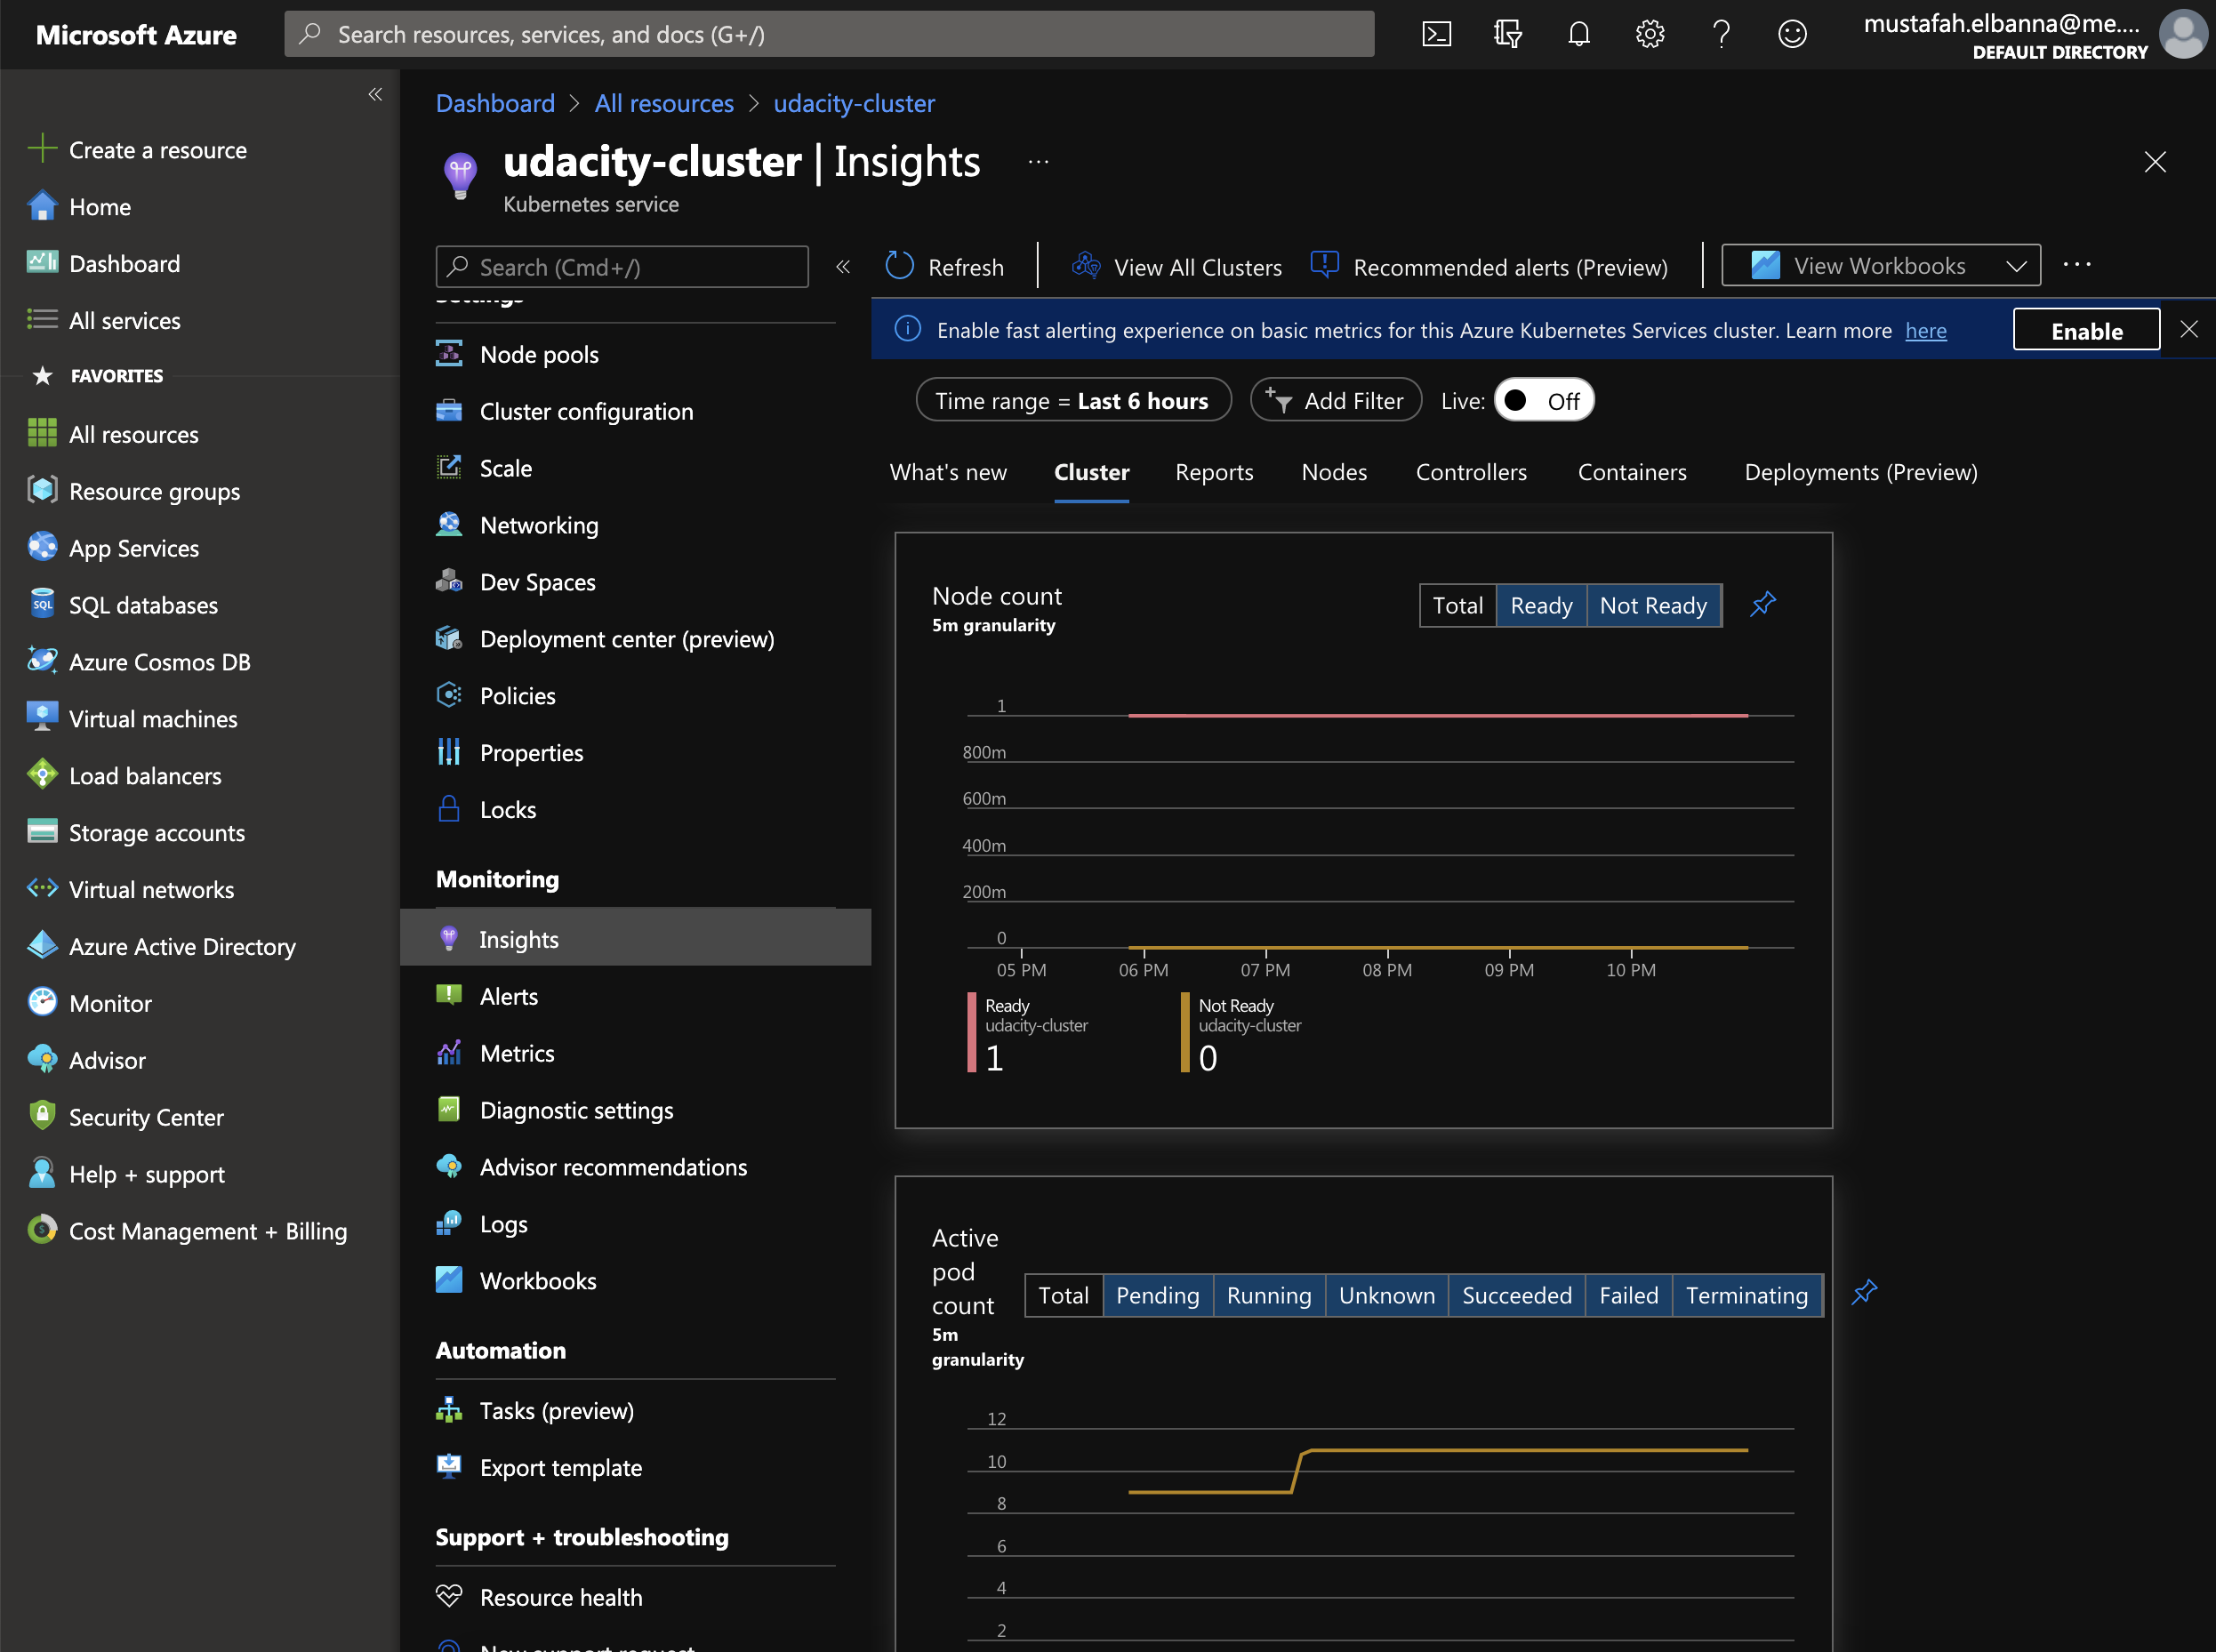 Microsoft Azure
Search resources, services, and docs (G+/)
mustafah.elbanna@me....
DEFAULT DIRECTORY
Create a resource
Home
Dashboard
All services
FAVORITES
All resources
Resource groups
App Services
SQL databases
Azure Cosmos DB
Virtual machines
Load balancers
Storage accounts
Virtual networks
Azure Active Directory
Monitor
Advisor
Security Center
Help + support
Cost Management + Billing
Dashboard > All resources > udacity-cluster
udacity-cluster | Insights ...
Kubernetes service
Search (Cmd+/)
Settings
Node pools
Cluster configuration
Scale
Networking
Dev Spaces
Deployment center (preview)
Policies
Properties
Locks
Monitoring
Insights
Alerts
Metrics
Diagnostic settings
Advisor recommendations
Logs
Workbooks
Automation
Tasks (preview)
Export template
Support + troubleshooting
Resource health
New support request
Refresh
View All Clusters
Recommended alerts (Preview)
View Workbooks
...
Enable fast alerting experience on basic metrics for this Azure Kubernetes Services cluster. Learn more here
Enable
Time range = Last 6 hours
Add Filter
Live: Off
What's new Cluster Reports Nodes Controllers Containers Deployments (Preview)
Node count
5m granularity
Total Ready Not Ready
1
800m
600m
400m
200m
0
05 PM 06 PM 07 PM 08 PM 09 PM 10 PM
Ready
udacity-cluster
1
Not Ready
udacity-cluster
0
Active
pod
count
5m
granularity
Total Pending Running Unknown Succeeded Failed Terminating
12
10
8
6
4
2